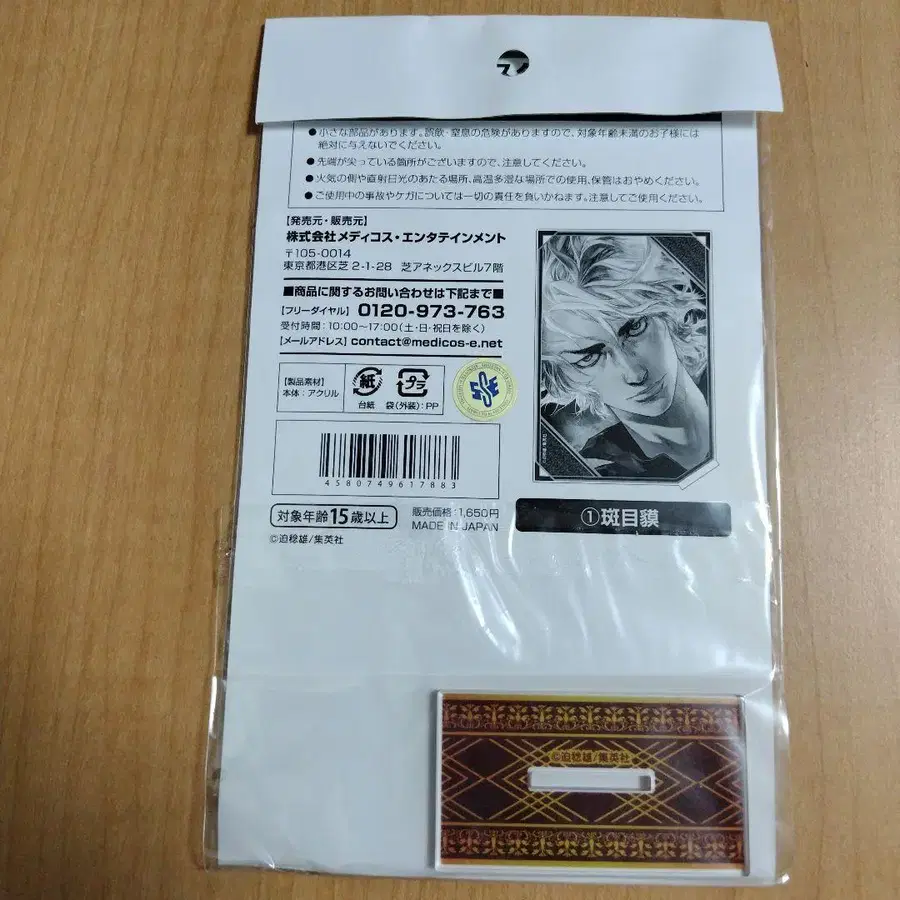 ●小さな部品があります。誤飲・窒息の危険がありますので、対象年齢未満のお子様には
絶対に与えないでください。
●先端が尖っている箇所がございますので、注意してください。
●火気の側や直射日光のあたる場所、高温多湿な場所での使用、保管はおやめください。
●ご使用中の事故やケガについては一切の責任を負いかねます。注意してご使用ください。
【発売元・販売元】
株式会社メディコス・エンタテインメント
〒105-0014
東京都港区芝2-1-28 芝アネックスビル7階
■商品に関するお問い合わせは下記まで■
【フリーダイヤル】 0120-973-763
受付時間：10:00～17:00(土・日・祝日を除く)
【メールアドレス】 contact@medicos-e.net
【製品素材】
本体：アクリル
紙
台紙
プラ
袋(外装)：PP
4580749617883
対象年齢15歳以上
販売価格：1,650円
MADE IN JAPAN
©迫稔雄/集英社
①斑目貘
©迫稔雄/集英社